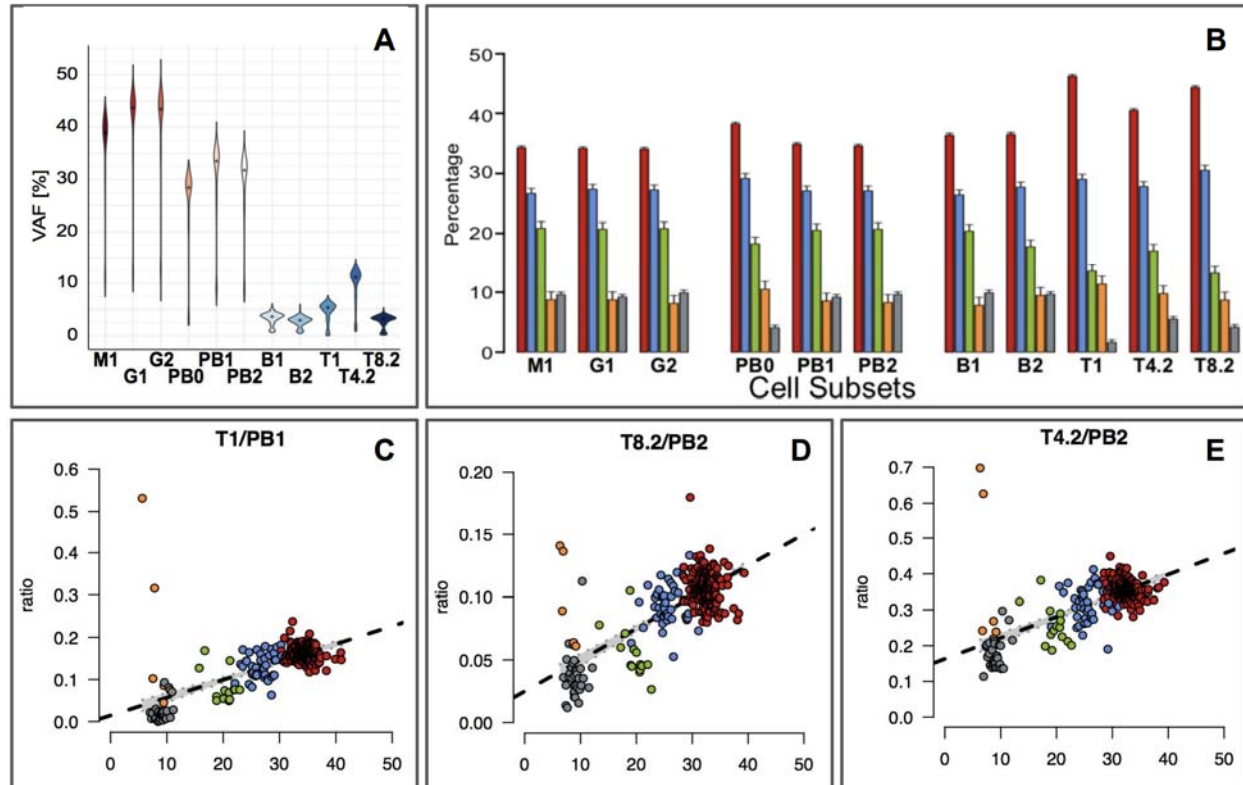 A
VAF [%]
50
40
30
20
10
0
M1
G1
G2
PB0
PB1
PB2
B1
B2
T1
T4.2
T8.2
B
Percentage
50
40
30
20
10
0
M1 G1 G2 PB0 PB1 PB2 B1 B2 T1 T4.2 T8.2
Cell Subsets
T1/PB1
C
ratio
0.6
0.5
0.4
0.3
0.2
0.1
0.0
0 10 20 30 40 50
T8.2/PB2
D
ratio
0.20
0.15
0.10
0.05
0.00
0 10 20 30 40 50
T4.2/PB2
E
ratio
0.7
0.6
0.5
0.4
0.3
0.2
0.1
0.0
0 10 20 30 40 50